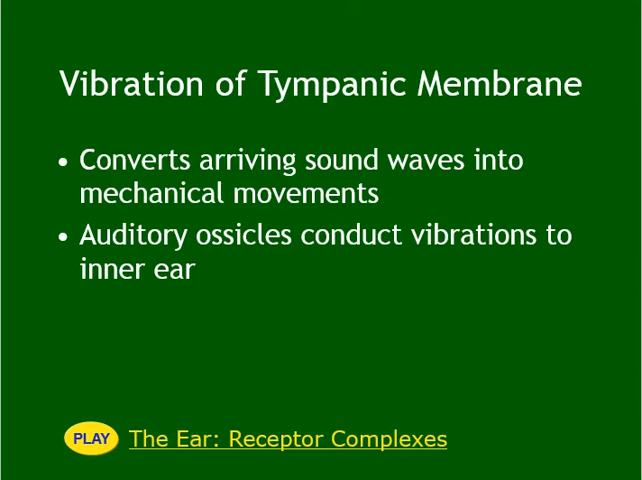 Vibration of Tympanic Membrane
• Converts arriving sound waves into
mechanical movements
• Auditory ossicles conduct vibrations to
inner ear
PLAY The Ear: Receptor Complexes